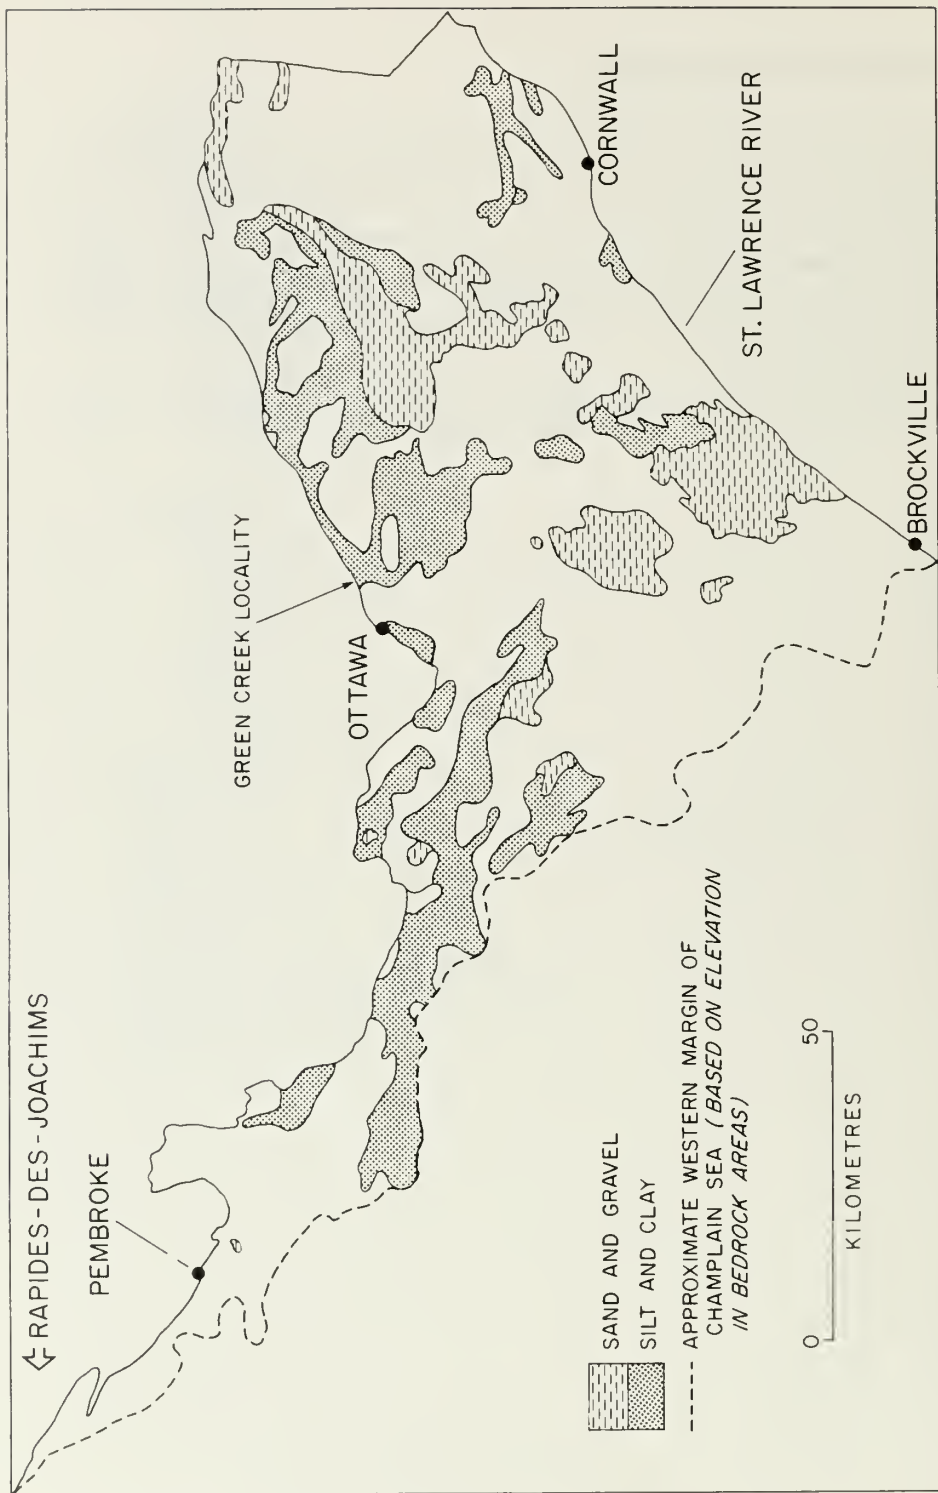 RAPIDES-DES-JOACHIMS
PEMBROKE
GREEN CREEK LOCALITY
OTTAWA
CORNWALL
ST. LAWRENCE RIVER
BROCKVILLE
SAND AND GRAVEL
SILT AND CLAY
APPROXIMATE WESTERN MARGIN OF
CHAMPLAIN SEA (BASED ON ELEVATION
IN BEDROCK AREAS)
0 50
KILOMETRES